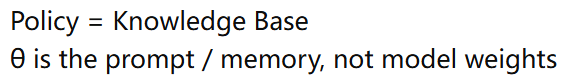 Policy = Knowledge Base
θ is the prompt / memory, not model weights